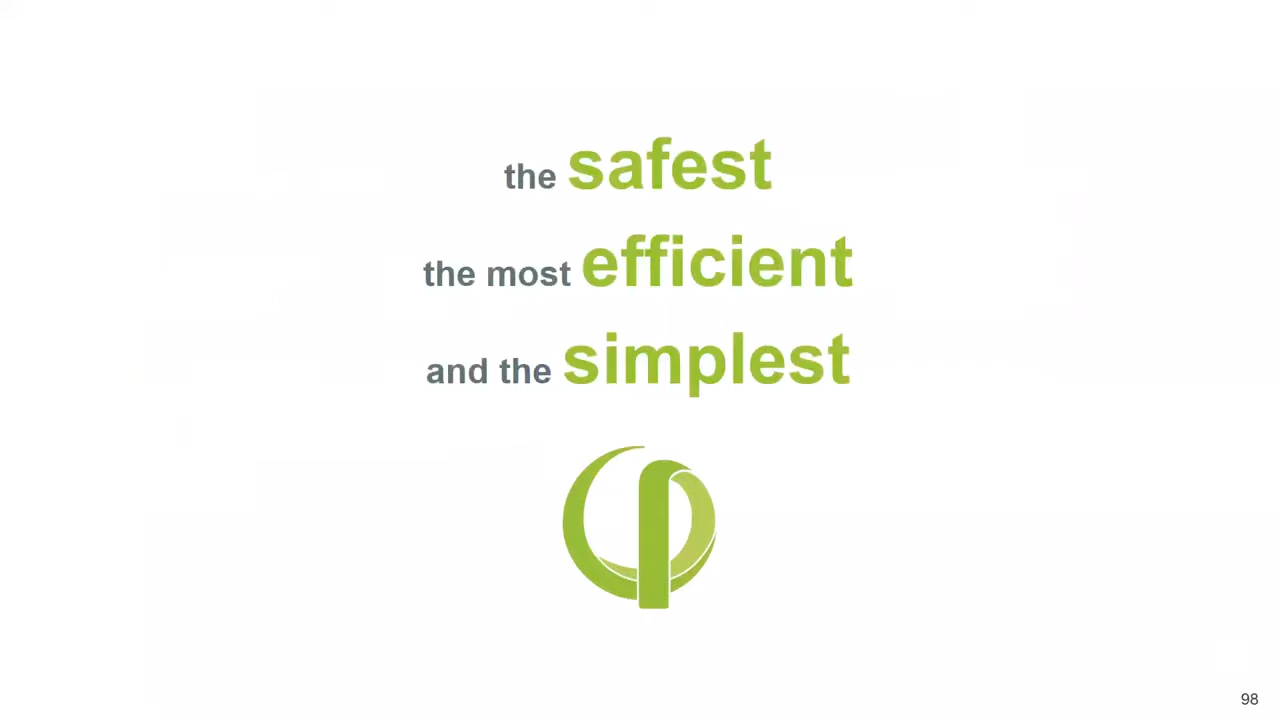 the safest
the most efficient
and the simplest
98